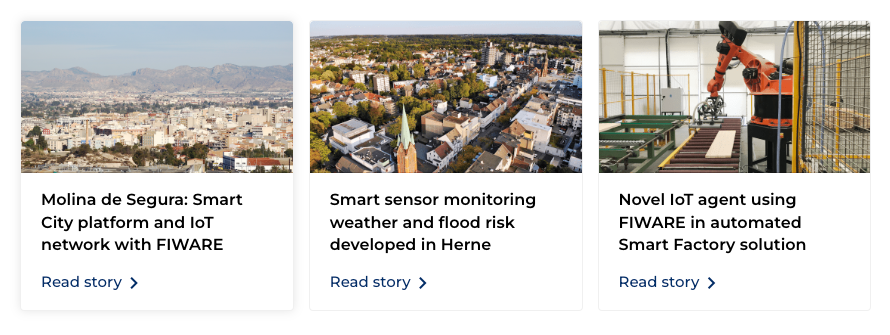 Molina de Segura: Smart
City platform and IoT
network with FIWARE
Read story
Smart sensor monitoring
weather and flood risk
developed in Herne
Read story
Novel IoT agent using
FIWARE in automated
Smart Factory solution
Read story